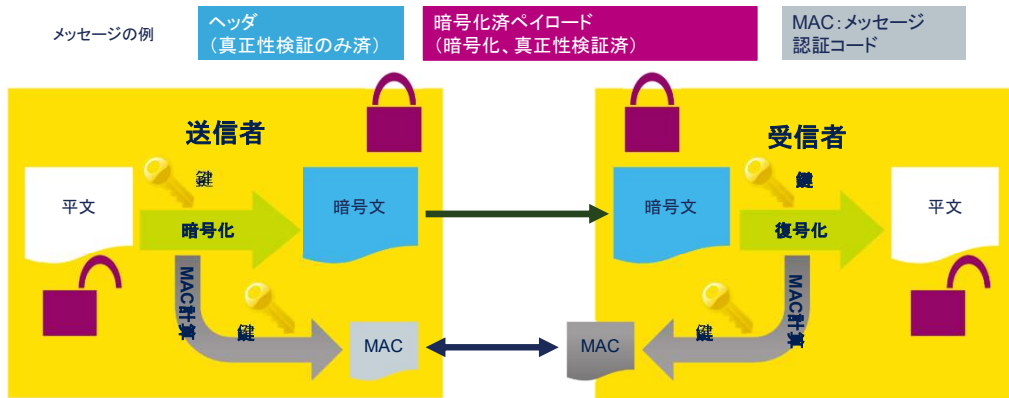 メッセージの例
ヘッダ
（真正性検証のみ済）
暗号化済ペイロード
（暗号化、真正性検証済）
MAC：メッセージ
認証コード
送信者
鍵
平文
暗号化
暗号文
MAC計算
鍵
MAC
受信者
鍵
暗号文
復号化
平文
MAC計算
鍵
MAC